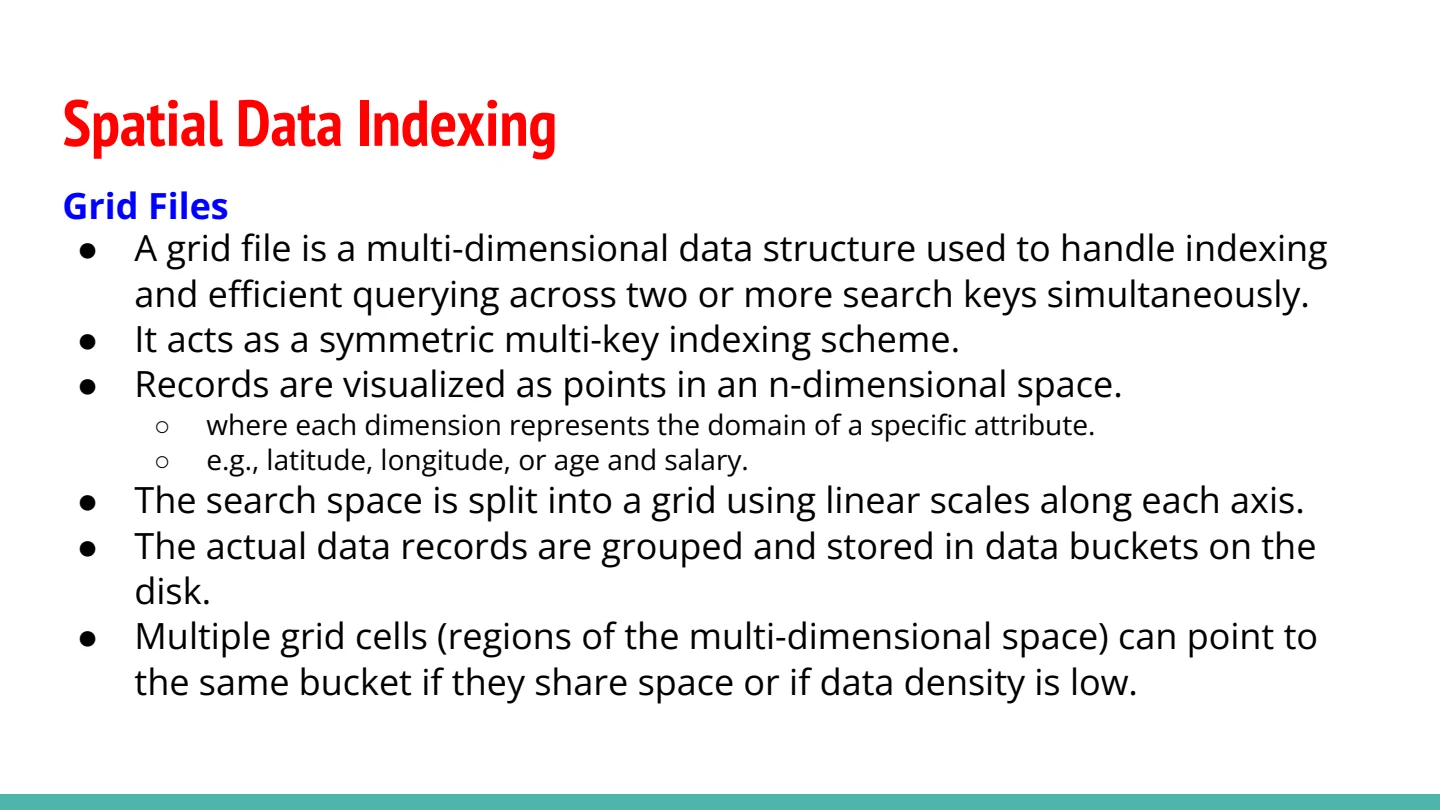 Spatial Data Indexing
Grid Files
● A grid file is a multi-dimensional data structure used to handle indexing
and efficient querying across two or more search keys simultaneously.
● It acts as a symmetric multi-key indexing scheme.
● Records are visualized as points in an n-dimensional space.
○ where each dimension represents the domain of a specific attribute.
○ e.g., latitude, longitude, or age and salary.
● The search space is split into a grid using linear scales along each axis.
● The actual data records are grouped and stored in data buckets on the
disk.
● Multiple grid cells (regions of the multi-dimensional space) can point to
the same bucket if they share space or if data density is low.